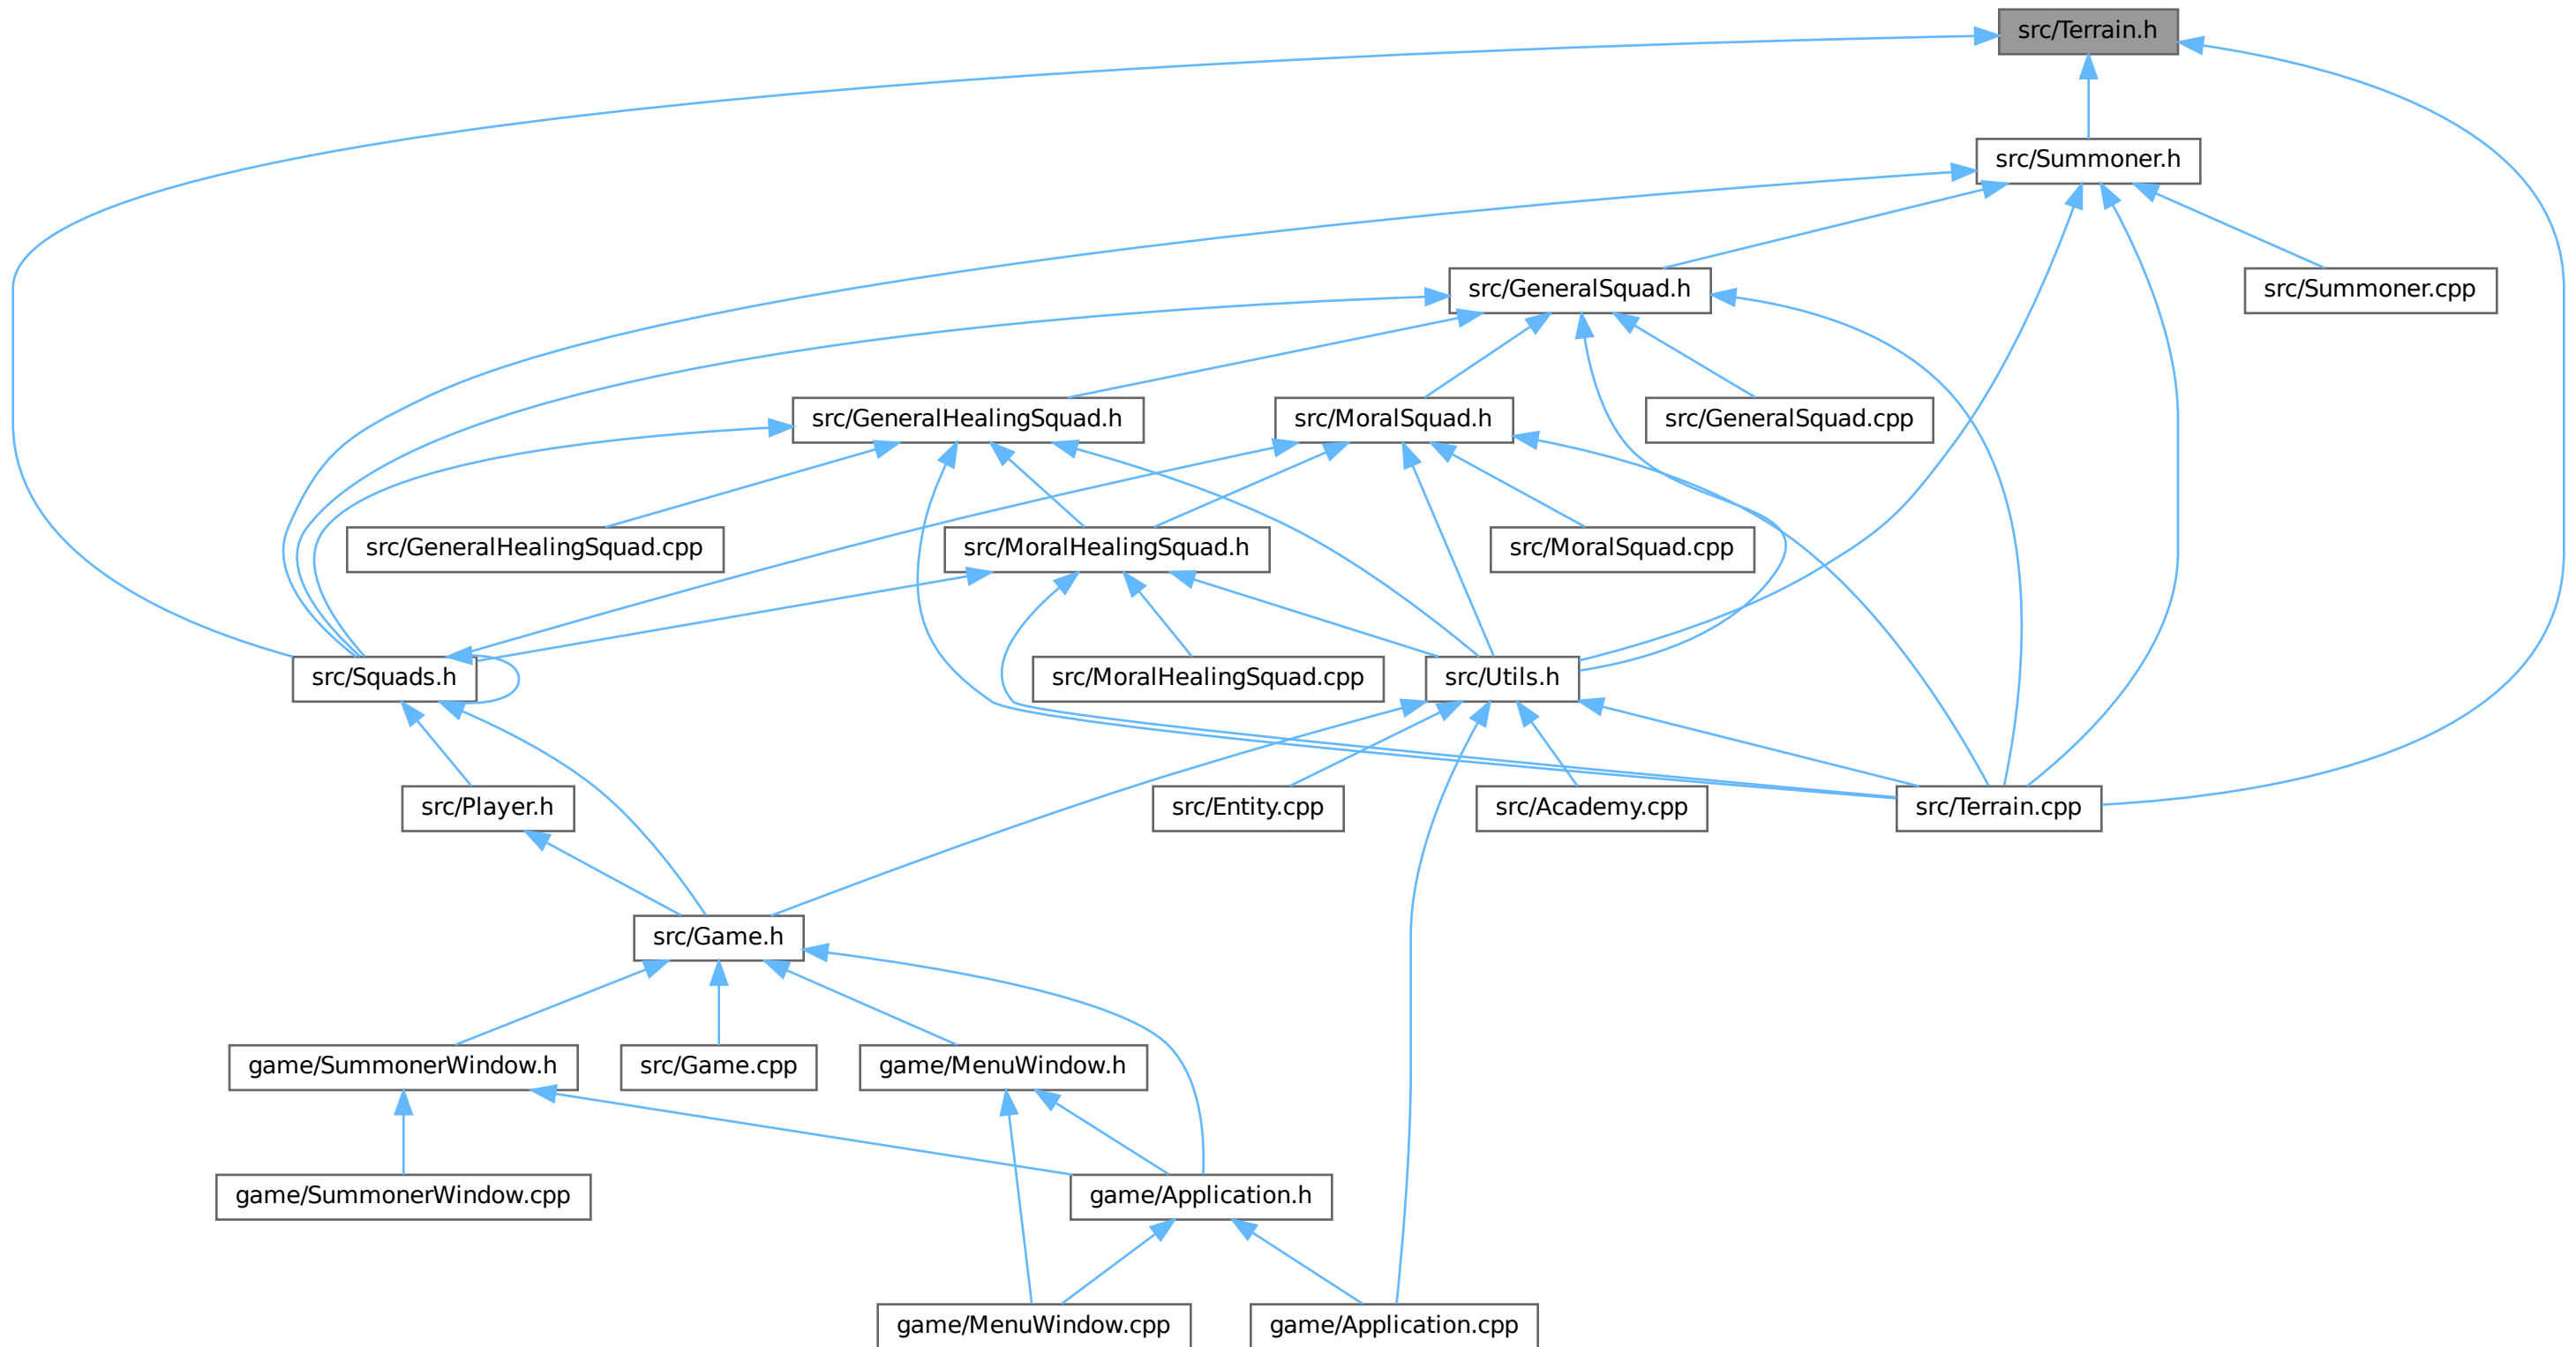 src/Terrain.h
src/Summoner.h
src/GeneralSquad.h
src/Summoner.cpp
src/GeneralHealingSquad.h
src/MoralSquad.h
src/GeneralSquad.cpp
src/GeneralHealingSquad.cpp
src/MoralHealingSquad.h
src/MoralSquad.cpp
src/Squads.h
src/MoralHealingSquad.cpp
src/Utils.h
src/Player.h
src/Entity.cpp
src/Academy.cpp
src/Terrain.cpp
src/Game.h
game/SummonerWindow.h
src/Game.cpp
game/MenuWindow.h
game/SummonerWindow.cpp
game/Application.h
game/MenuWindow.cpp
game/Application.cpp